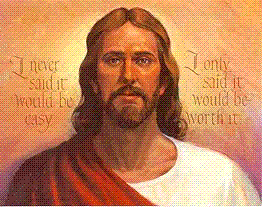 I never
said it
would be
easy
I only
said it
would be
worth it.